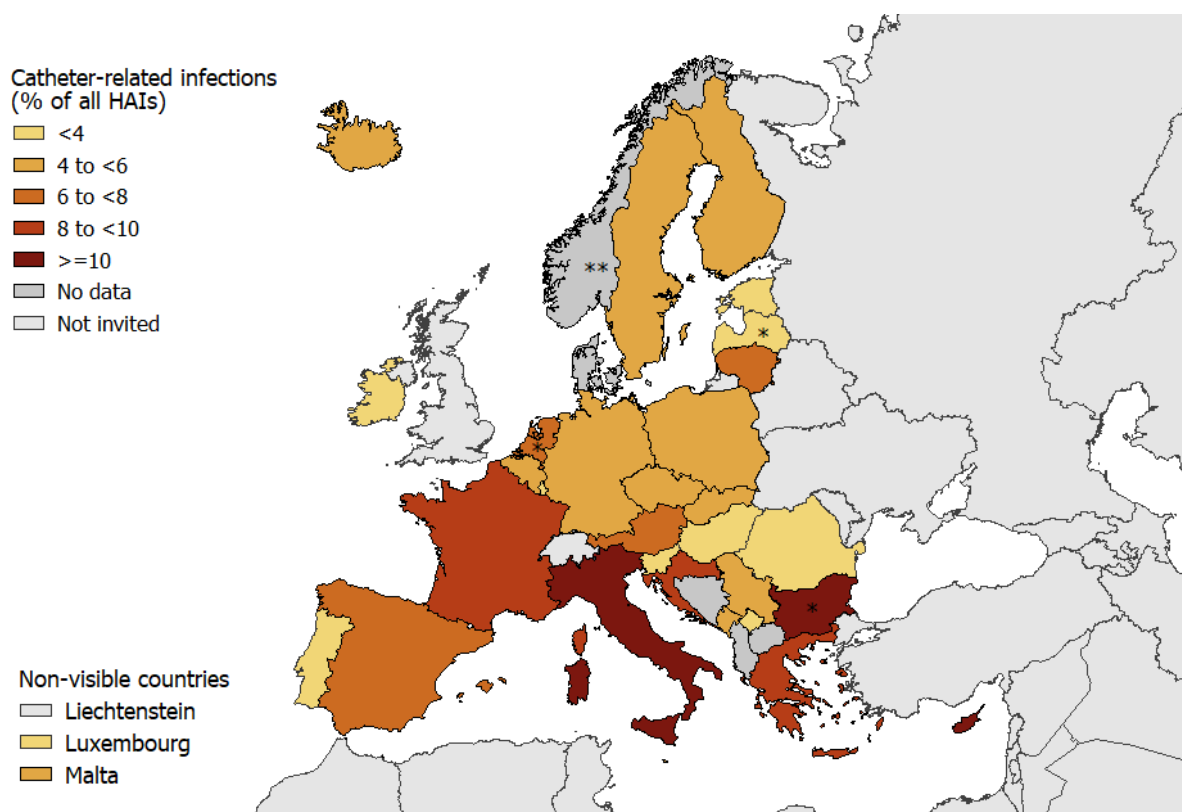 Catheter-related infections
(% of all HAIs)
<4
4 to <6
6 to <8
8 to <10
>=10
No data
Not invited
**
*
*
*
Non-visible countries
Liechtenstein
Luxembourg
Malta